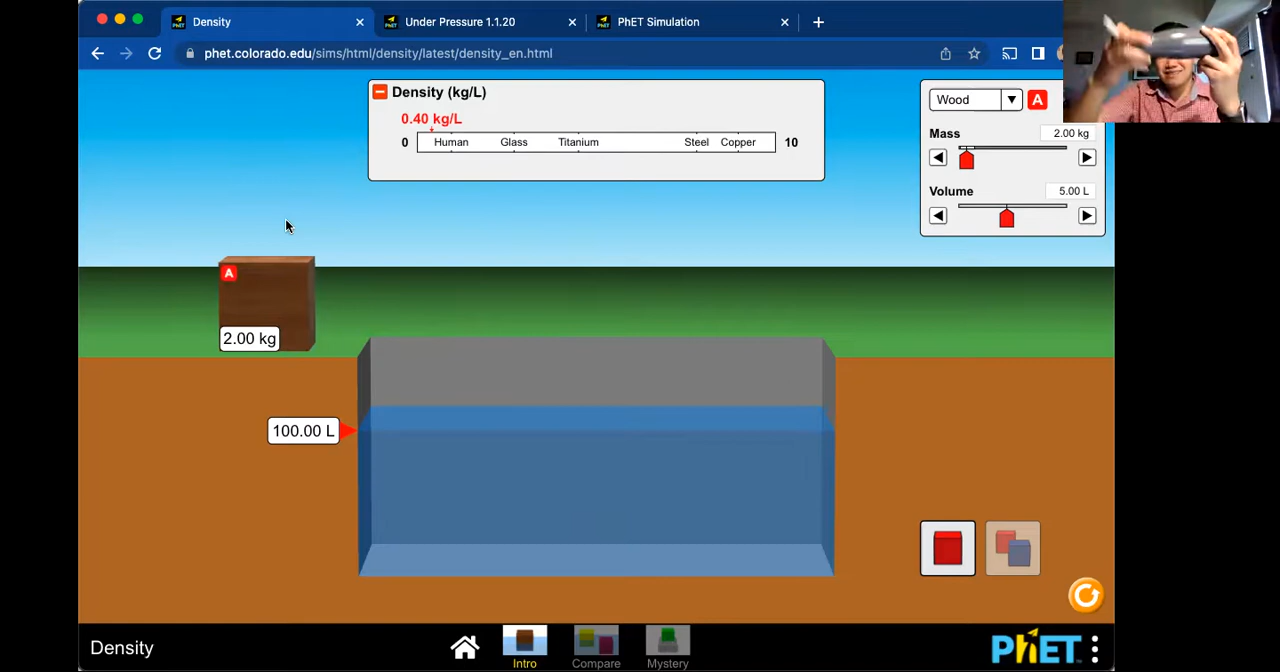 Density
Under Pressure 1.1.20
PhET Simulation
phet.colorado.edu/sims/html/density/latest/density_en.html
Density (kg/L)
0.40 kg/L
0 Human Glass Titanium Steel Copper 10
Wood A
Mass 2.00 kg
Volume 5.00 L
A
2.00 kg
100.00 L
Density
Intro Compare Mystery
PhET